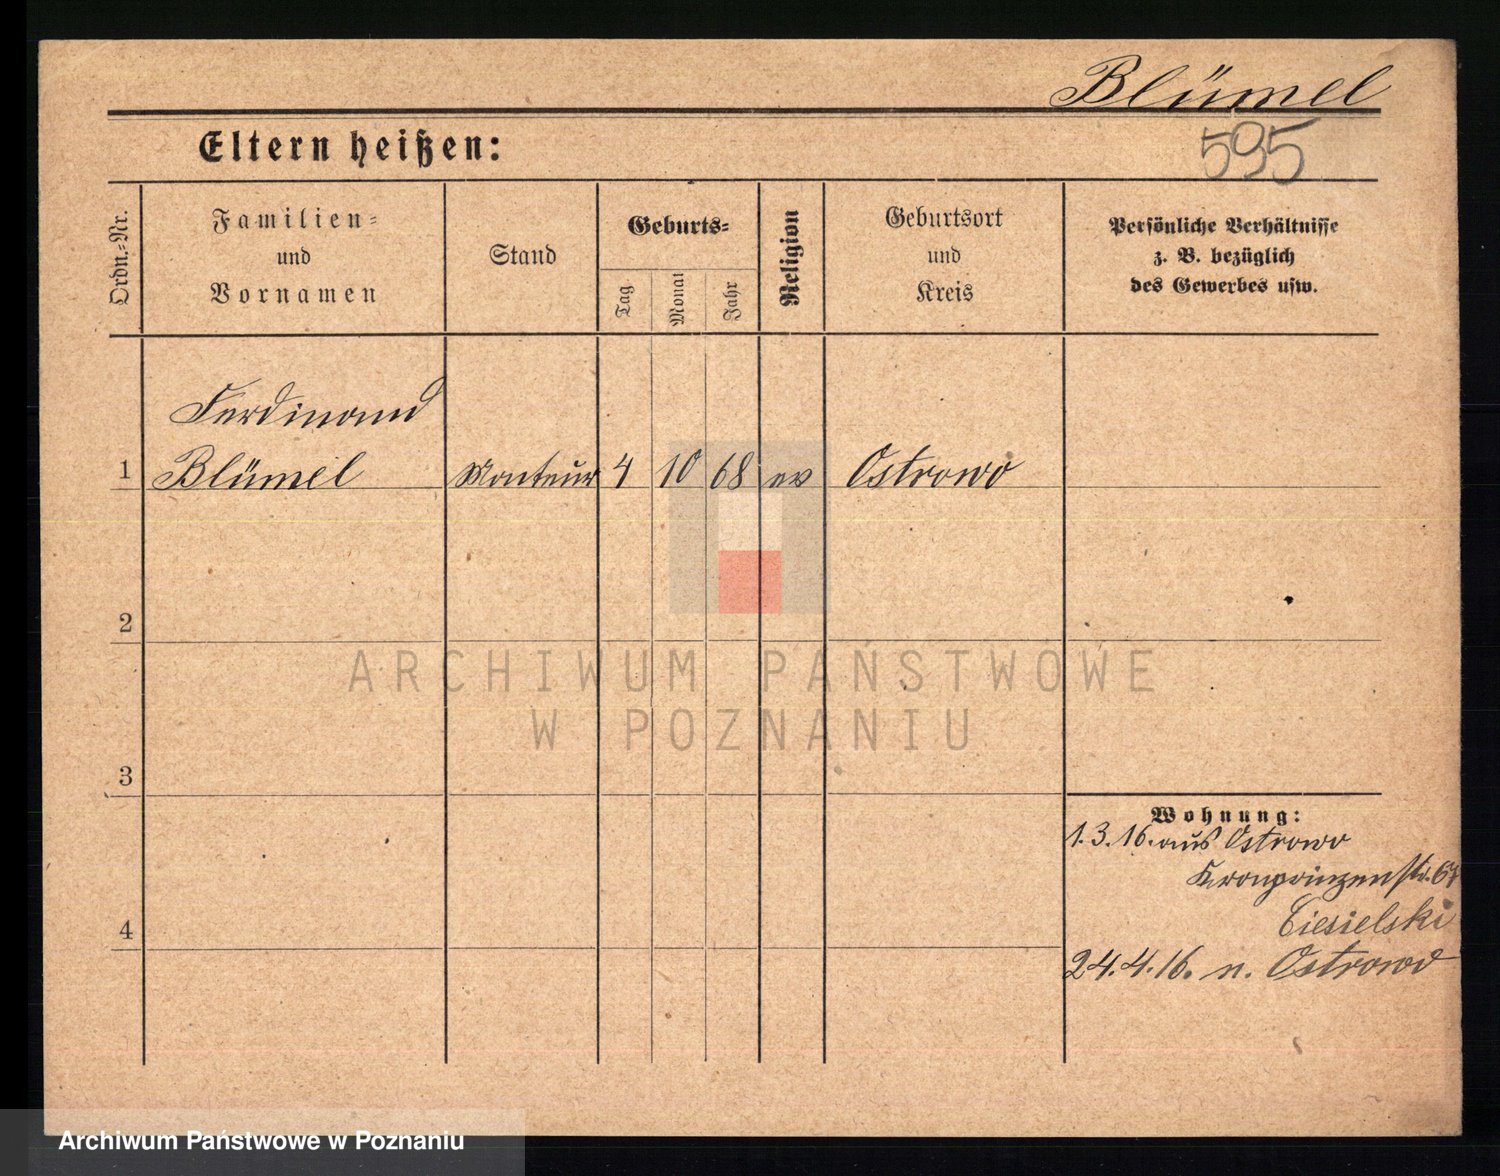 Blümel
595
Eltern heißen:
Ordn.-Nr.
Familien-
und
Vornamen
Stand
Geburts-
Tag
Monat
Jahr
Religion
Geburtsort
und
Kreis
Persönliche Verhältnisse
z. B. bezüglich
des Gewerbes usw.
Ferdinand
1 Blümel Monteur 4 10 68 ev Ostrowo
2
ARCHIWUM PAŃSTWOWE
W POZNANIU
3
Wohnung:
1.3.16. aus Ostrowo
Kronprinzenstr. 67
Ciesielski
4
24.4.16. n. Ostrowo
Archiwum Państwowe w Poznaniu